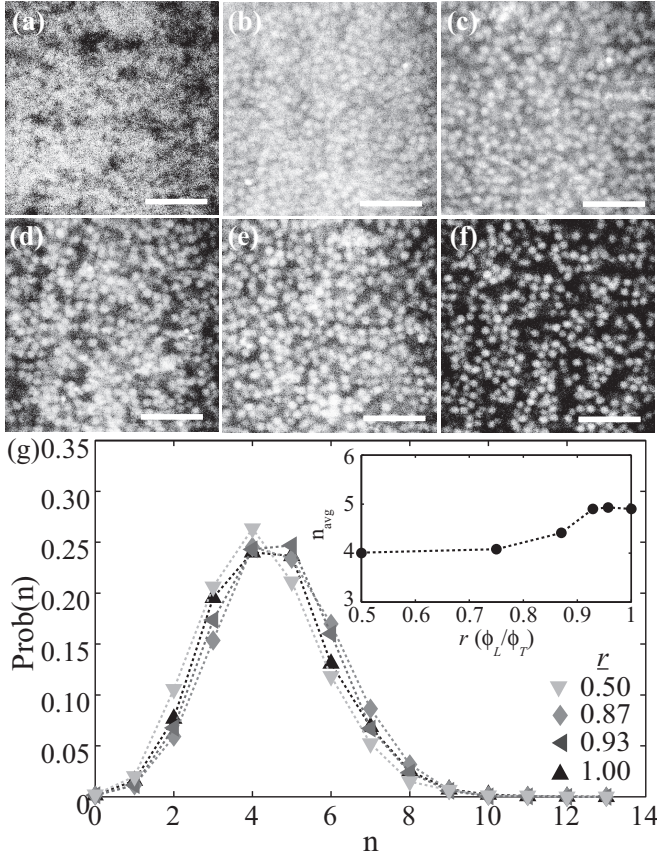 (a)
(b)
(c)
(d)
(e)
(f)
(g)
0.35
0.30
0.25
0.20
0.15
0.10
0.05
0
Prob(n)
0 2 4 6 8 10 12 14
n
6
5
4
3
n_avg
0.5 0.6 0.7 0.8 0.9 1
r (ϕ_L/ϕ_T)
r
0.50
0.87
0.93
1.00